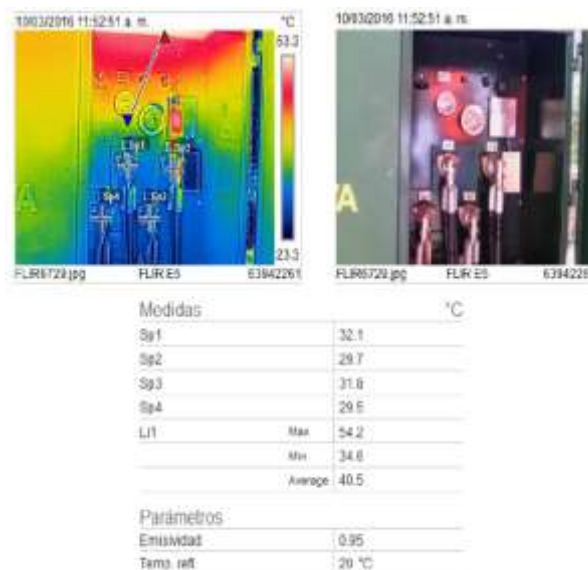 10/03/2016 11:52:51 a. m.
°C
53.3
23.3
Sp1
Sp4
FLIR6729.jpg FLIR E5 63942261
10/03/2016 11:52:51 a. m.
FLIR6729.jpg FLIR E5
Medidas °C
Sp1 32.1
Sp2 29.7
Sp3 31.8
Sp4 29.5
Li1 Max 54.2
Min 34.6
Average 40.5
Parámetros
Emisividad 0.95
Temp. refl. 20 °C